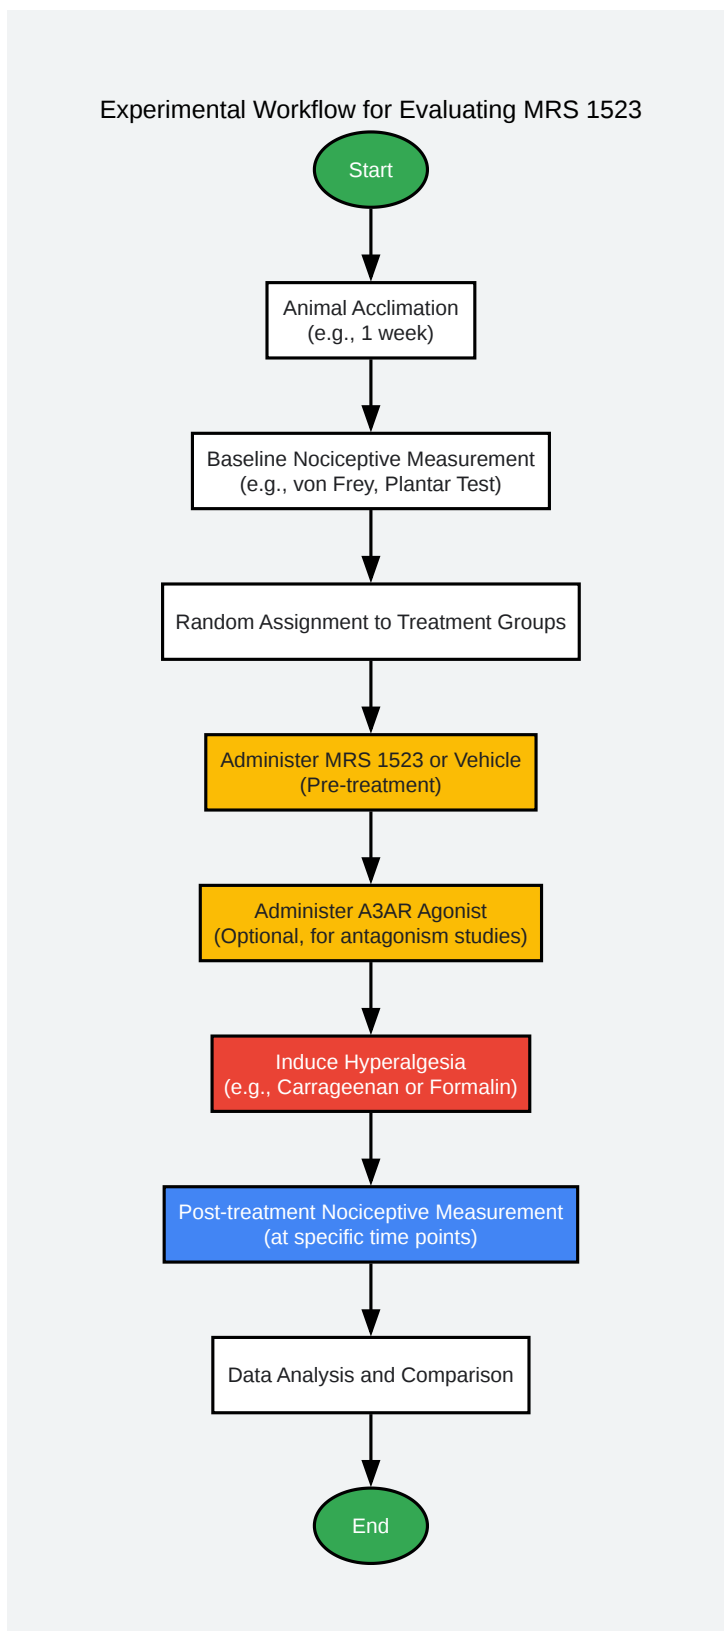 Experimental Workflow for Evaluating MRS 1523
Start
Animal Acclimation
(e.g., 1 week)
Baseline Nociceptive Measurement
(e.g., von Frey, Plantar Test)
Random Assignment to Treatment Groups
Administer MRS 1523 or Vehicle
(Pre-treatment)
Administer A3AR Agonist
(Optional, for antagonism studies)
Induce Hyperalgesia
(e.g., Carrageenan or Formalin)
Post-treatment Nociceptive Measurement
(at specific time points)
Data Analysis and Comparison
End